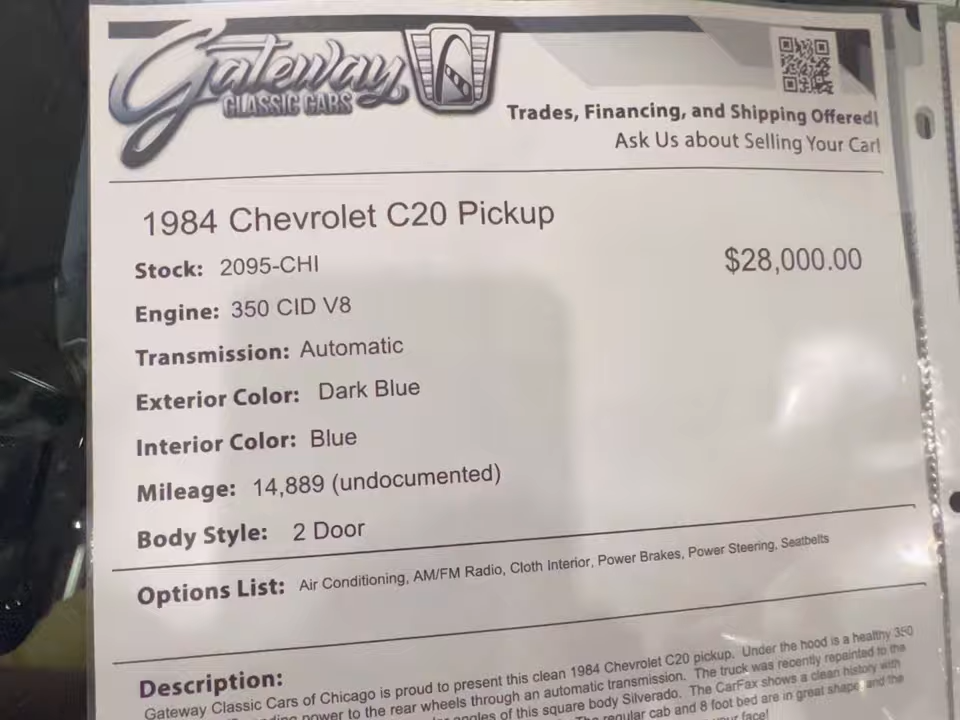 Gateway
CLASSIC CARS
Trades, Financing, and Shipping Offered!
Ask Us about Selling Your Car!
1984 Chevrolet C20 Pickup
$28,000.00
Stock: 2095-CHI
Engine: 350 CID V8
Transmission: Automatic
Exterior Color: Dark Blue
Interior Color: Blue
Mileage: 14,889 (undocumented)
Body Style: 2 Door
Options List: Air Conditioning, AM/FM Radio, Cloth Interior, Power Brakes, Power Steering, Seatbelts
Description:
Gateway Classic Cars of Chicago is proud to present this clean 1984 Chevrolet C20 pickup. Under the hood is a healthy 350
power to the rear wheels through an automatic transmission. The truck was recently repainted to the
angles of this square body Silverado. The CarFax shows a clean history with
The regular cab and 8 foot bed are in great shape and the
face!